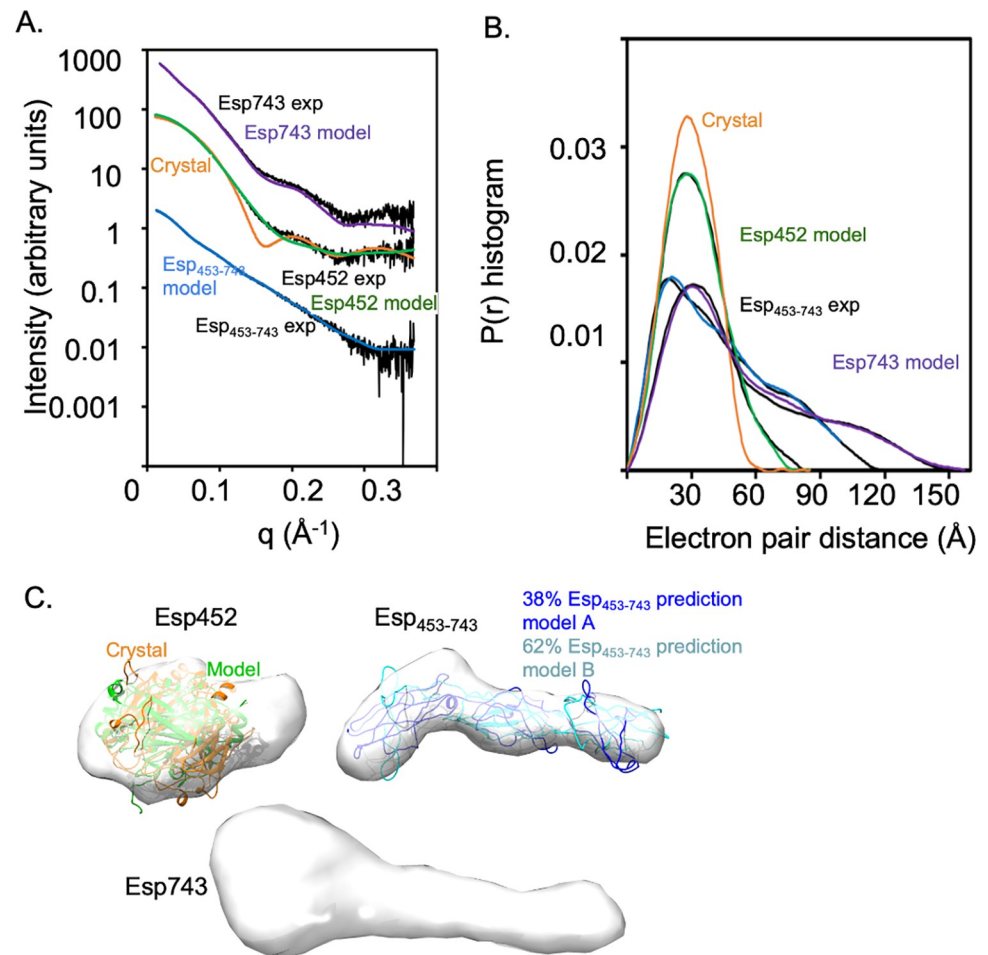 A.
1000
100
10
1
0.1
0.01
0.001
Intensity (arbitrary units)
Esp743 exp
Esp743 model
Crystal
Esp453-743
model
Esp452 exp
Esp452 model
Esp453-743 exp
0
0.1
0.2
0.3
q (Å-1)
B.
P(r) histogram
0.03
0.02
0.01
Crystal
Esp452 model
Esp453-743 exp
Esp743 model
30
60
90
120
150
Electron pair distance (Å)
C.
Esp452
Crystal
Model
Esp453-743
38% Esp453-743 prediction
model A
62% Esp453-743 prediction
model B
Esp743